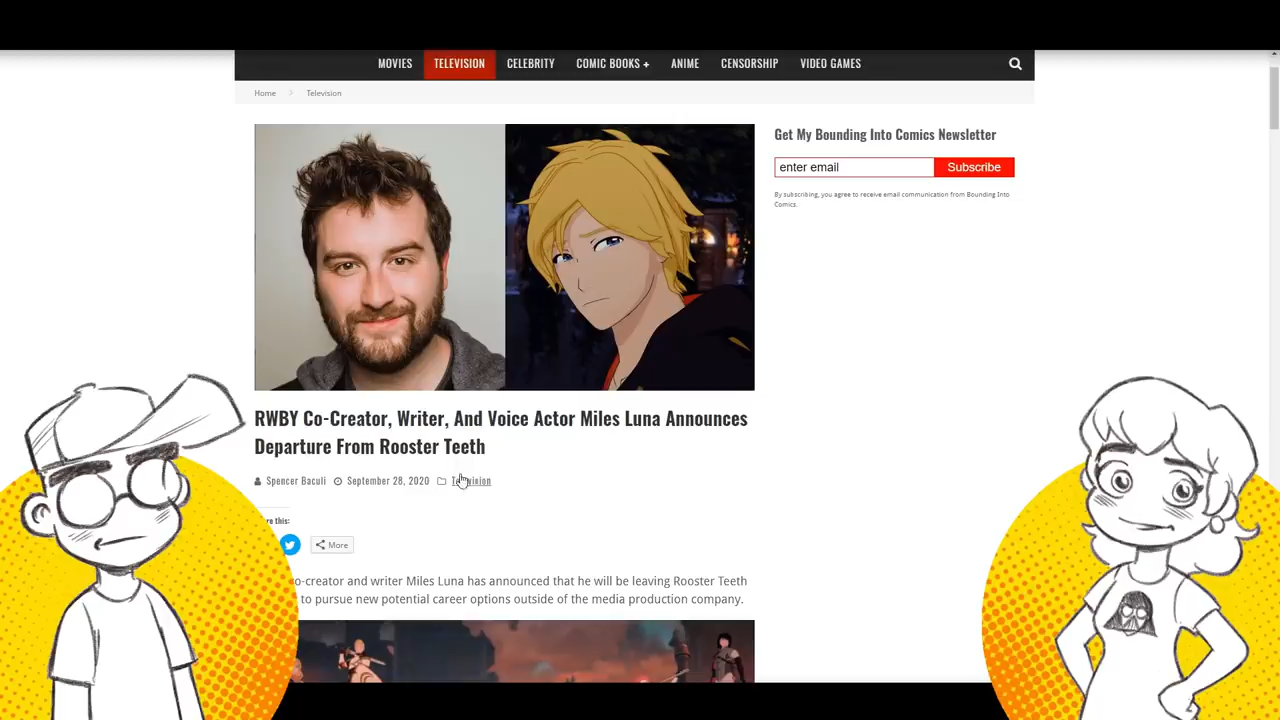 MOVIES TELEVISION CELEBRITY COMIC BOOKS + ANIME CENSORSHIP VIDEO GAMES
Home > Television
Get My Bounding Into Comics Newsletter
enter email Subscribe
By subscribing, you agree to receive email communication from Bounding Into
Comics.
RWBY Co-Creator, Writer, And Voice Actor Miles Luna Announces
Departure From Rooster Teeth
Spencer Baculi September 28, 2020 Television
this:
More
co-creator and writer Miles Luna has announced that he will be leaving Rooster Teeth
to pursue new potential career options outside of the media production company.